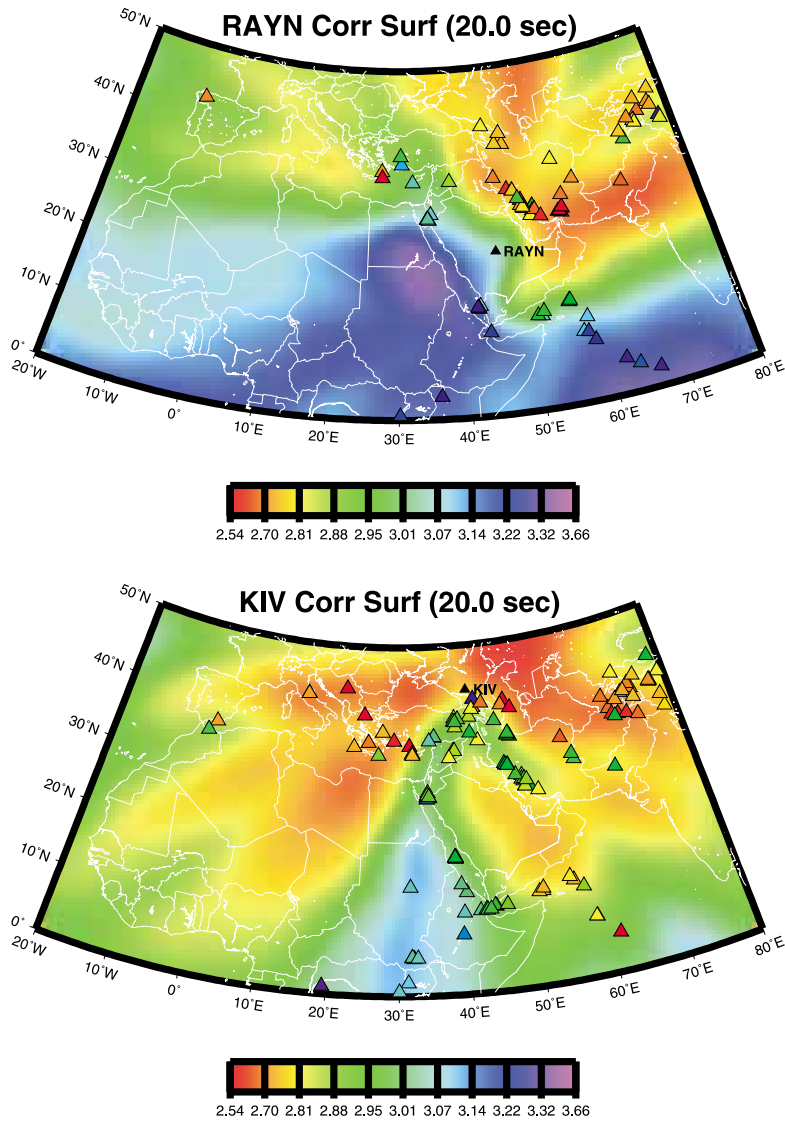 RAYN Corr Surf (20.0 sec)
50˚N
40˚N
30˚N
20˚N
10˚N
0˚
20˚W
10˚W
0˚
10˚E
20˚E
30˚E
40˚E
50˚E
60˚E
70˚E
80˚E
RAYN
2.54 2.70 2.81 2.88 2.95 3.01 3.07 3.14 3.22 3.32 3.66
KIV Corr Surf (20.0 sec)
50˚N
40˚N
30˚N
20˚N
10˚N
0˚
20˚W
10˚W
0˚
10˚E
20˚E
30˚E
40˚E
50˚E
60˚E
70˚E
80˚E
KIV
2.54 2.70 2.81 2.88 2.95 3.01 3.07 3.14 3.22 3.32 3.66